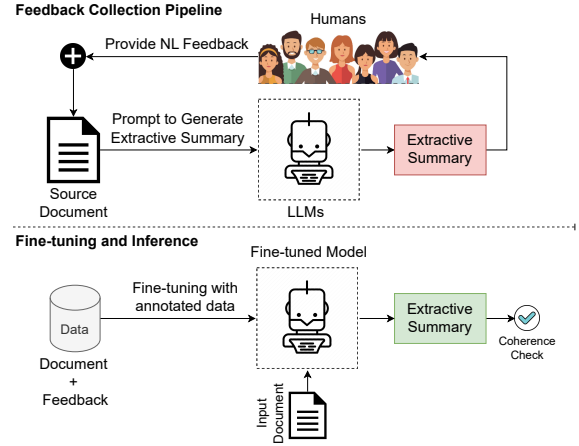 Feedback Collection Pipeline
Humans
Provide NL Feedback
Prompt to Generate
Extractive Summary
Extractive
Summary
Source
Document
LLMs
Fine-tuning and Inference
Fine-tuned Model
Fine-tuning with
annotated data
Data
Extractive
Summary
Coherence
Check
Document
+
Feedback
Input
Document